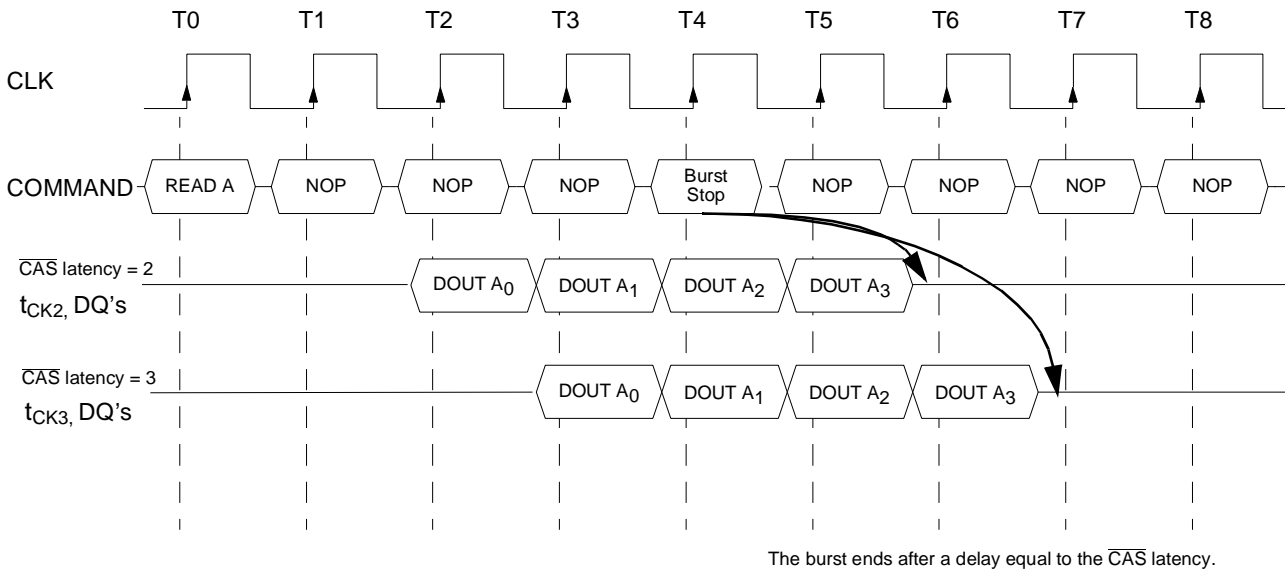 T0 T1 T2 T3 T4 T5 T6 T7 T8
CLK
COMMAND READ A NOP NOP NOP Burst Stop NOP NOP NOP NOP
CAS latency = 2
tCK2, DQ's DOUT A0 DOUT A1 DOUT A2 DOUT A3
CAS latency = 3
tCK3, DQ's DOUT A0 DOUT A1 DOUT A2 DOUT A3
The burst ends after a delay equal to the CAS latency.